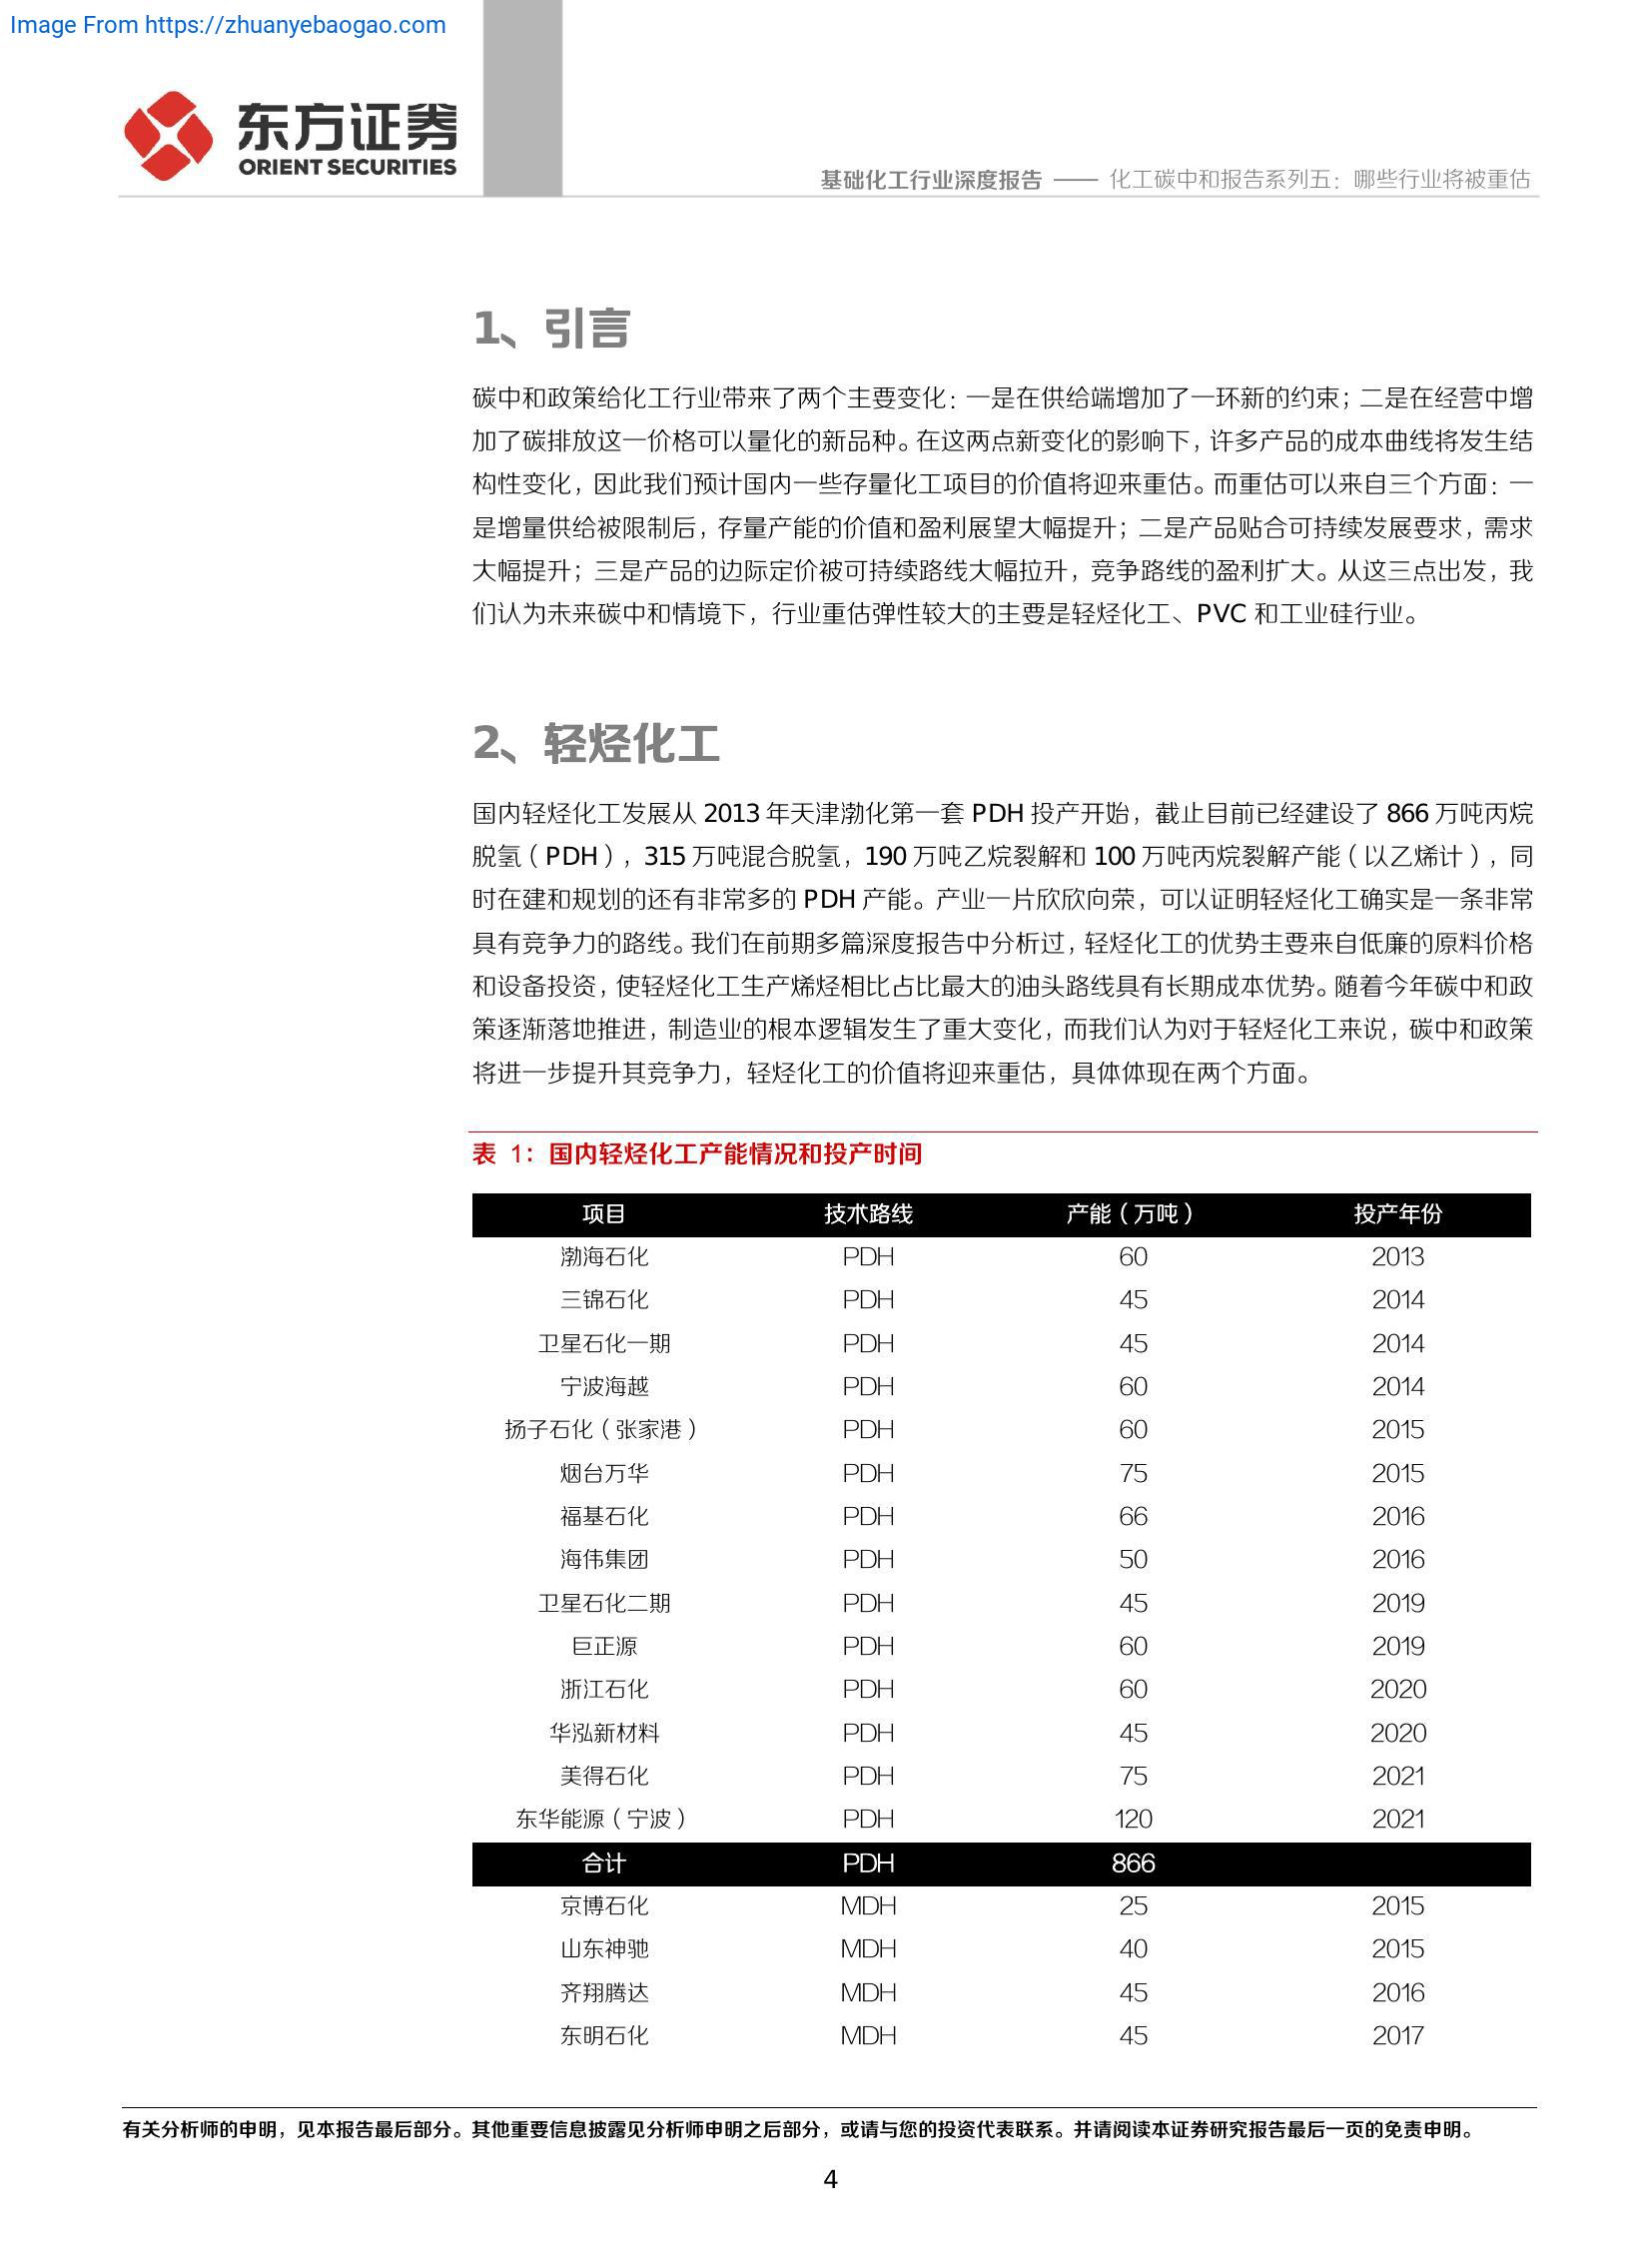 Image From https://zhuanyebaogao.com
东方证券
ORIENT SECURITIES
基础化工行业深度报告 —— 化工碳中和报告系列五：哪些行业将被重估
1、引言
碳中和政策给化工行业带来了两个主要变化：一是在供给端增加了一环新的约束；二是在经营中增
加了碳排放这一价格可以量化的新品种。在这两点新变化的影响下，许多产品的成本曲线将发生结
构性变化，因此我们预计国内一些存量化工项目的价值将迎来重估。而重估可以来自三个方面：一
是增量供给被限制后，存量产能的价值和盈利展望大幅提升；二是产品贴合可持续发展要求，需求
大幅提升；三是产品的边际定价被可持续路线大幅拉升，竞争路线的盈利扩大。从这三点出发，我
们认为未来碳中和情境下，行业重估弹性较大的主要是轻烃化工、PVC 和工业硅行业。
2、轻烃化工
国内轻烃化工发展从 2013 年天津渤化第一套 PDH 投产开始，截止目前已经建设了 866 万吨丙烷
脱氢（PDH），315 万吨混合脱氢，190 万吨乙烷裂解和 100 万吨丙烷裂解产能（以乙烯计），同
时在建和规划的还有非常多的 PDH 产能。产业一片欣欣向荣，可以证明轻烃化工确实是一条非常
具有竞争力的路线。我们在前期多篇深度报告中分析过，轻烃化工的优势主要来自低廉的原料价格
和设备投资，使轻烃化工生产烯烃相比占比最大的油头路线具有长期成本优势。随着今年碳中和政
策逐渐落地推进，制造业的根本逻辑发生了重大变化，而我们认为对于轻烃化工来说，碳中和政策
将进一步提升其竞争力，轻烃化工的价值将迎来重估，具体体现在两个方面。
表 1：国内轻烃化工产能情况和投产时间
项目 技术路线 产能（万吨） 投产年份
渤海石化 PDH 60 2013
三锦石化 PDH 45 2014
卫星石化一期 PDH 45 2014
宁波海越 PDH 60 2014
扬子石化（张家港） PDH 60 2015
烟台万华 PDH 75 2015
福基石化 PDH 66 2016
海伟集团 PDH 50 2016
卫星石化二期 PDH 45 2019
巨正源 PDH 60 2019
浙江石化 PDH 60 2020
华泓新材料 PDH 45 2020
美得石化 PDH 75 2021
东华能源（宁波） PDH 120 2021
合计 PDH 866
京博石化 MDH 25 2015
山东神驰 MDH 40 2015
齐翔腾达 MDH 45 2016
东明石化 MDH 45 2017
有关分析师的申明，见本报告最后部分。其他重要信息披露见分析师申明之后部分，或请与您的投资代表联系。并请阅读本证券研究报告最后一页的免责申明。
4